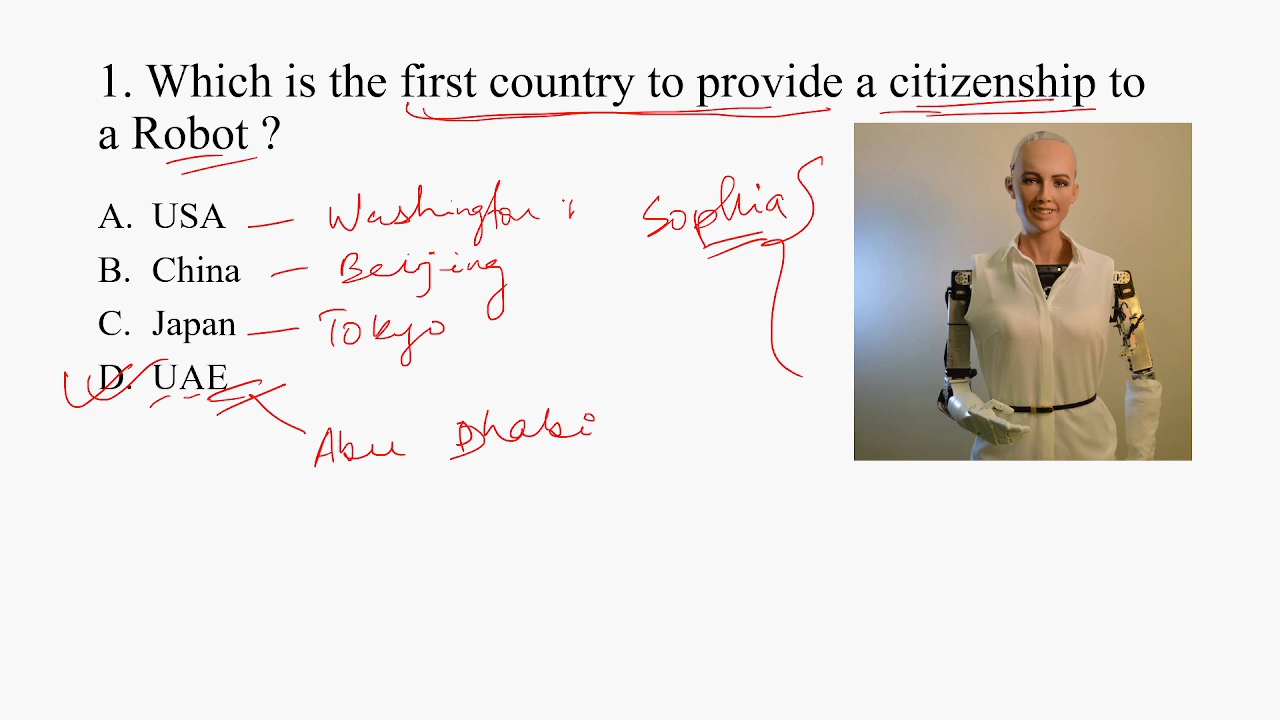 1. Which is the first country to provide a citizenship to
a Robot ?
A. USA — Washington
Sophia
B. China — Beijing
C. Japan — Tokyo
D. UAE
Abu Dhabi